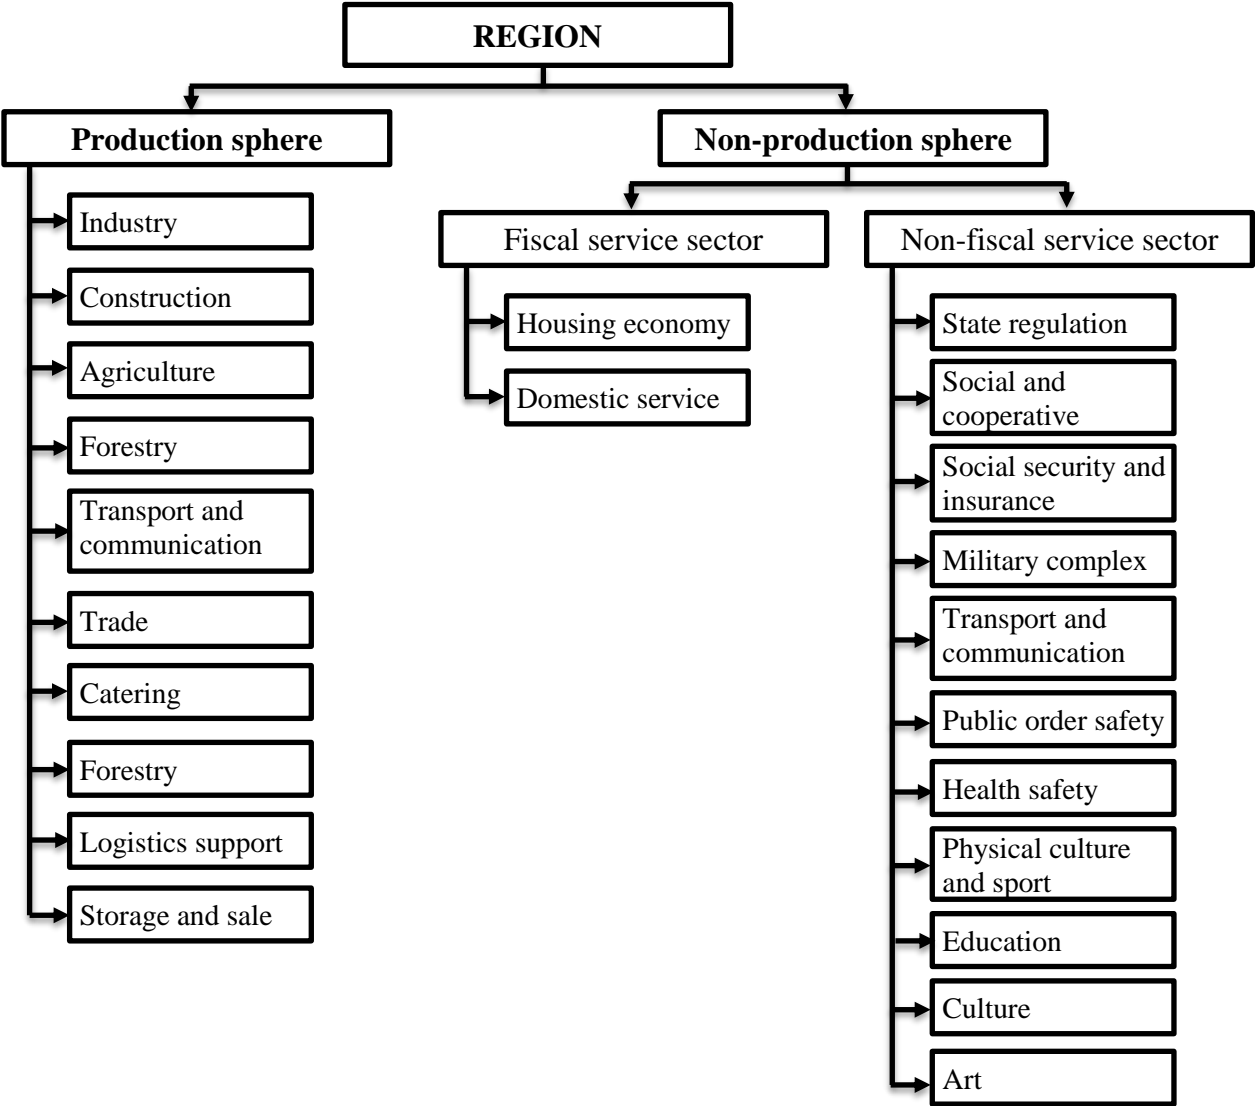 REGION
Production sphere
Industry
Construction
Agriculture
Forestry
Transport and
communication
Trade
Catering
Forestry
Logistics support
Storage and sale
Non-production sphere
Fiscal service sector
Housing economy
Domestic service
Non-fiscal service sector
State regulation
Social and
cooperative
Social security and
insurance
Military complex
Transport and
communication
Public order safety
Health safety
Physical culture
and sport
Education
Culture
Art